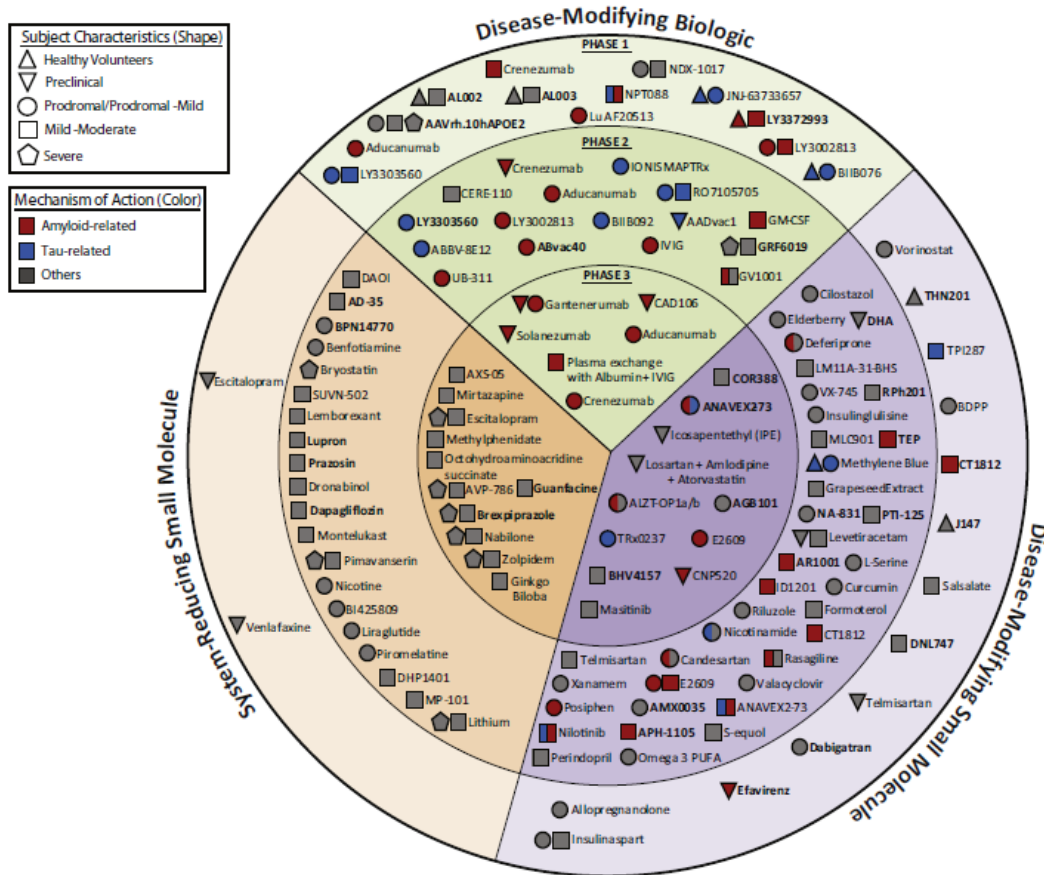 Disease-Modifying Biologic
Subject Characteristics (Shape)
Healthy Volunteers
Preclinical
Prodromal/Prodromal -Mild
Mild -Moderate
Severe
Mechanism of Action (Color)
Amyloid-related
Tau-related
Others
PHASE 1
Crenezumab
NDX-1017
AL002
AL003
NPT088
JNJ-63733657
AAVrh.10hAPOE2
Lu AF20513
LY3372993
Aducanumab
LY3002813
LY3303560
BIIB076
PHASE 2
Crenezumab
IONISMAPTRx
CERE-110
Aducanumab
RO7105705
LY3303560
LY3002813
BIIB092
AADvac1
GM-CSF
ABBV-8E12
ABvac40
IVIG
GRF6019
UB-311
GV1001
PHASE 3
Gantenerumab
CAD106
Solanezumab
Aducanumab
Plasma exchange
with Albumin+ IVIG
Crenezumab
System-Reducing Small Molecule
Escitalopram
Venlafaxine
DAOI
AD-35
BPN14770
Benfotiamine
Bryostatin
SUVN-502
Lemborexant
Lupron
Prazosin
Dronabinol
Dapagliflozin
Montelukast
Pimavanserin
Nicotine
BI425809
Liraglutide
Piromelatine
DHP1401
MP-101
Lithium
AXS-05
Mirtazapine
Escitalopram
Methylphenidate
Octohydroaminoacridine
succinate
AVP-786
Guanfacine
Brexpiprazole
Nabilone
Zolpidem
Ginkgo
Biloba
COR388
ANAVEX2-73
Icosapentethyl (IPE)
Losartan + Amlodipine
+ Atorvastatin
ALZT-OP1a/b
AGB101
TRx0237
E2609
BHV4157
CNP520
Masitinib
Cilostazol
Elderberry
DHA
Deferiprone
LM11A-31-BHS
VX-745
RPh201
Insulinglulisine
MLC901
TEP
Methylene Blue
GrapeseedExtract
NA-831
PTI-125
Levetiracetam
AR1001
L-Serine
ID1201
Curcumin
Riluzole
Formoterol
Nicotinamide
CT1812
Telmisartan
Candesartan
Rasagiline
Xanamem
E2609
Valacyclovir
Posiphen
AMX0035
ANAVEX2-73
Nilotinib
APH-1105
S-equol
Perindopril
Omega 3 PUFA
Vorinostat
THN201
TPI287
BDPP
CT1812
J147
Salsalate
DNL747
Telmisartan
Dabigatran
Efavirenz
Allopregnanolone
Insulinaspart
Disease-Modifying Small Molecule